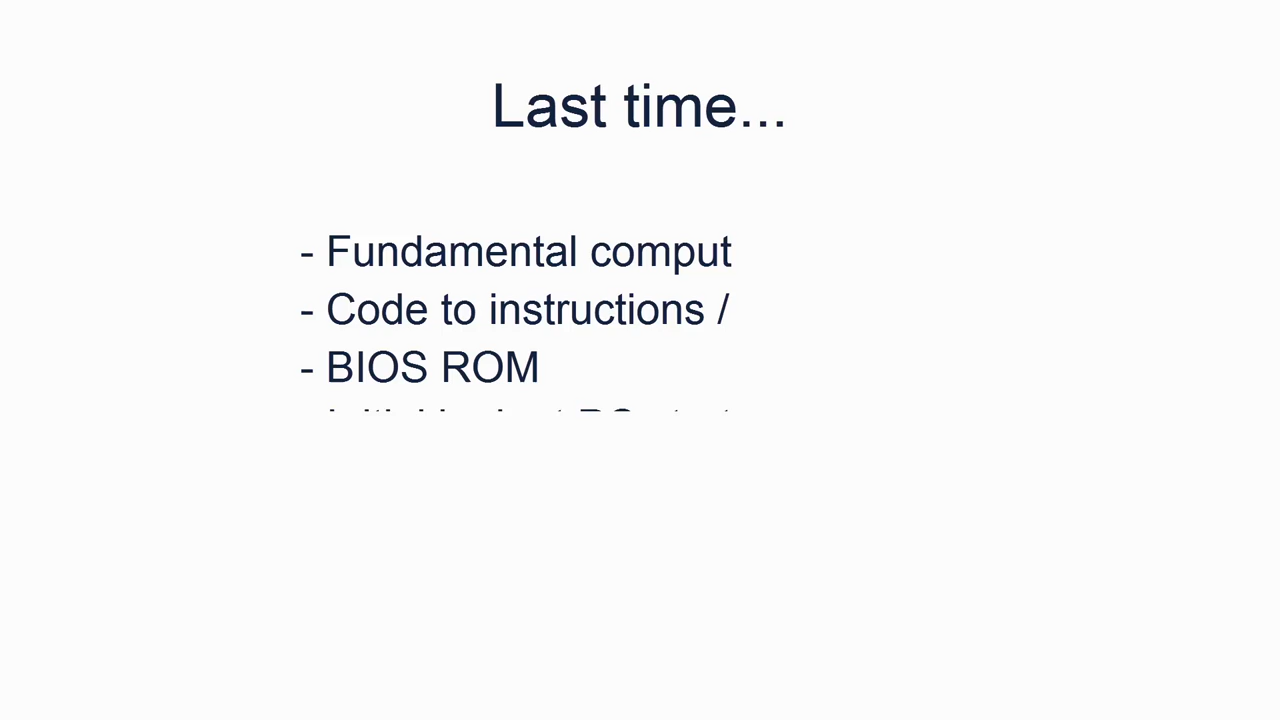 Last time...
- Fundamental comput
- Code to instructions /
- BIOS ROM